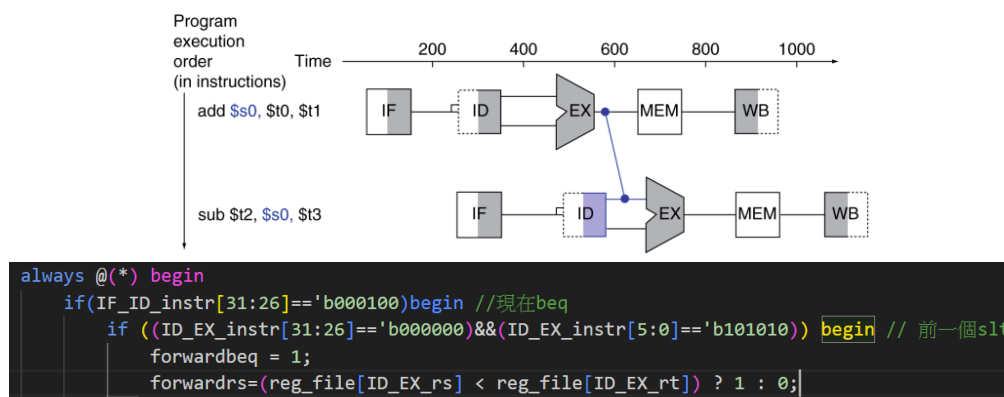 Program
execution
order
(in instructions)
Time
200 400 600 800 1000
add $s0, $t0, $t1
IF ID EX MEM WB
sub $t2, $s0, $t3
IF ID EX MEM WB
always @(*) begin
if(IF_ID_instr[31:26]=='b000100)begin //現在beq
if ((ID_EX_instr[31:26]=='b000000)&&(ID_EX_instr[5:0]=='b101010)) begin // 前一個slt
forwardbeq = 1;
forwardrs=(reg_file[ID_EX_rs] < reg_file[ID_EX_rt]) ? 1 : 0;